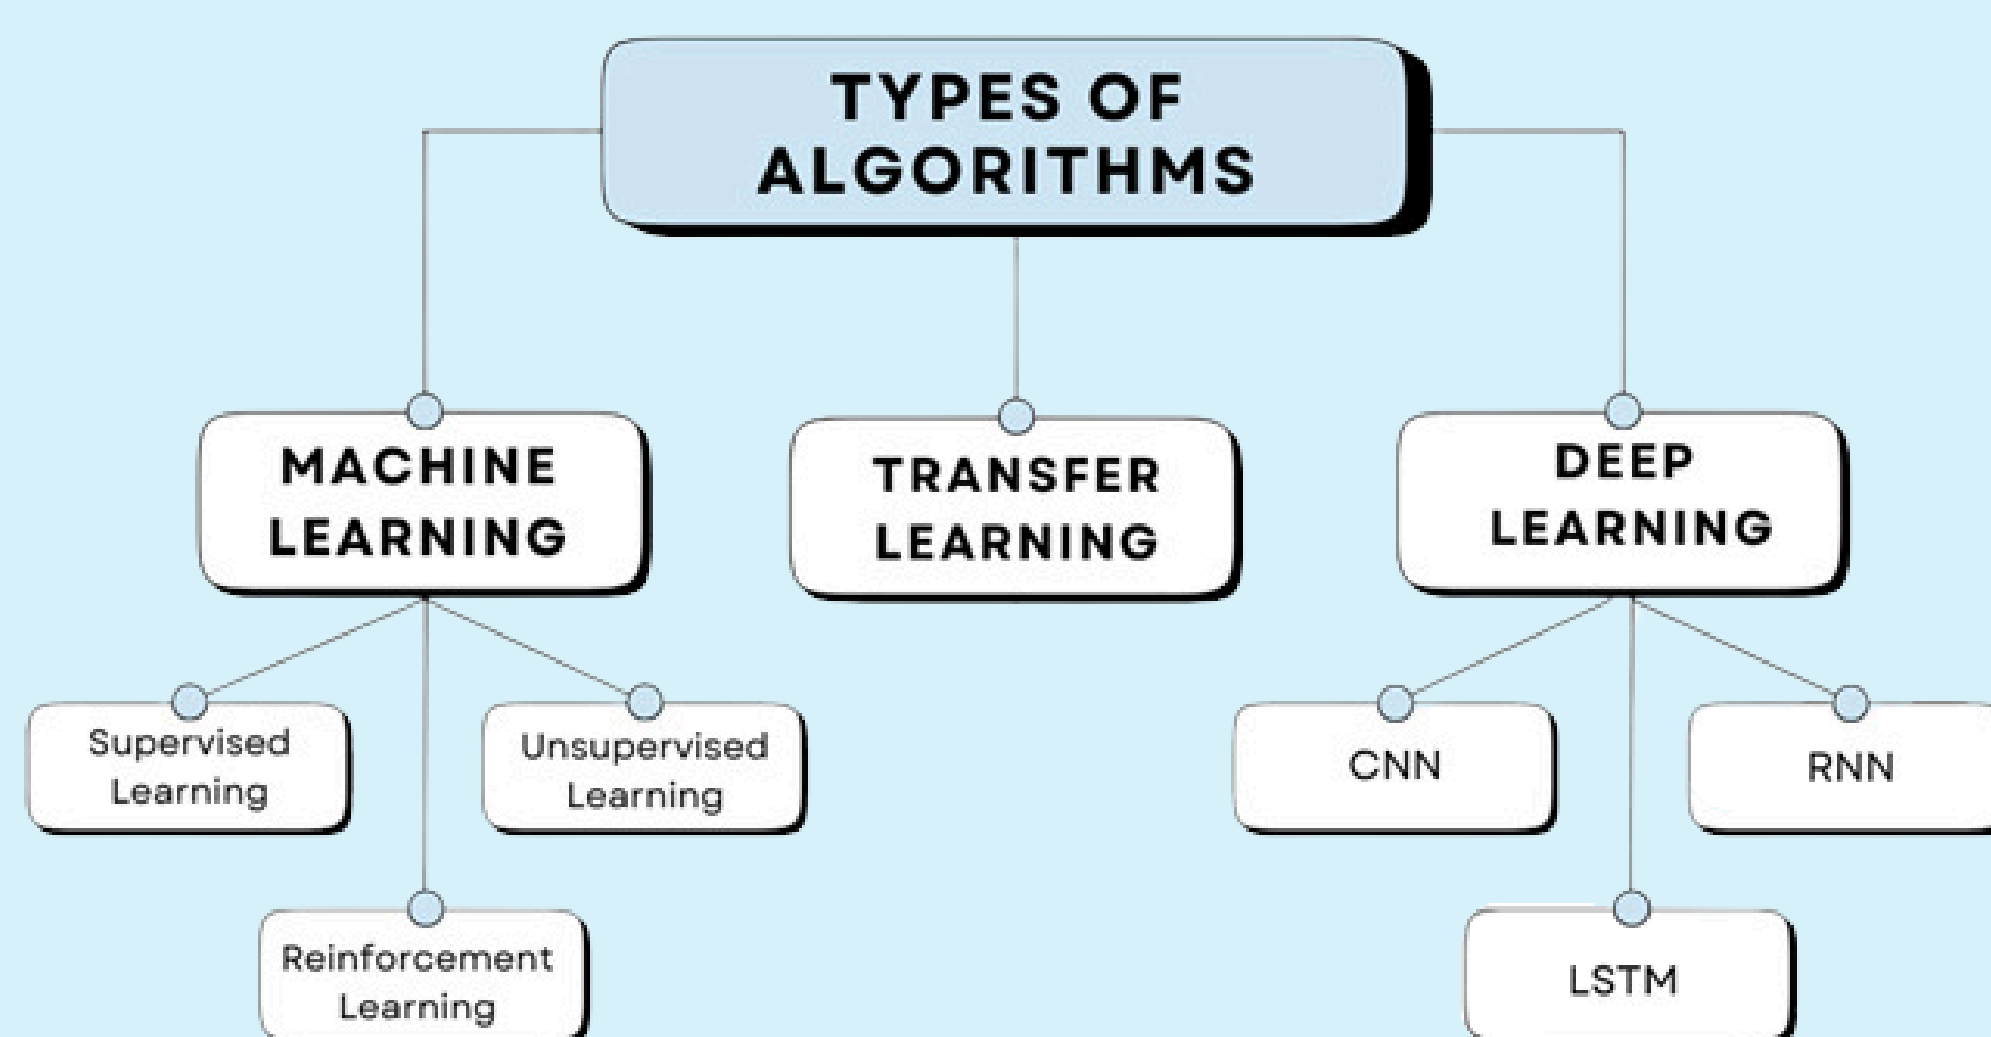 TYPES OF
ALGORITHMS
MACHINE
LEARNING
TRANSFER
LEARNING
DEEP
LEARNING
Supervised
Learning
Unsupervised
Learning
Reinforcement
Learning
CNN
RNN
LSTM